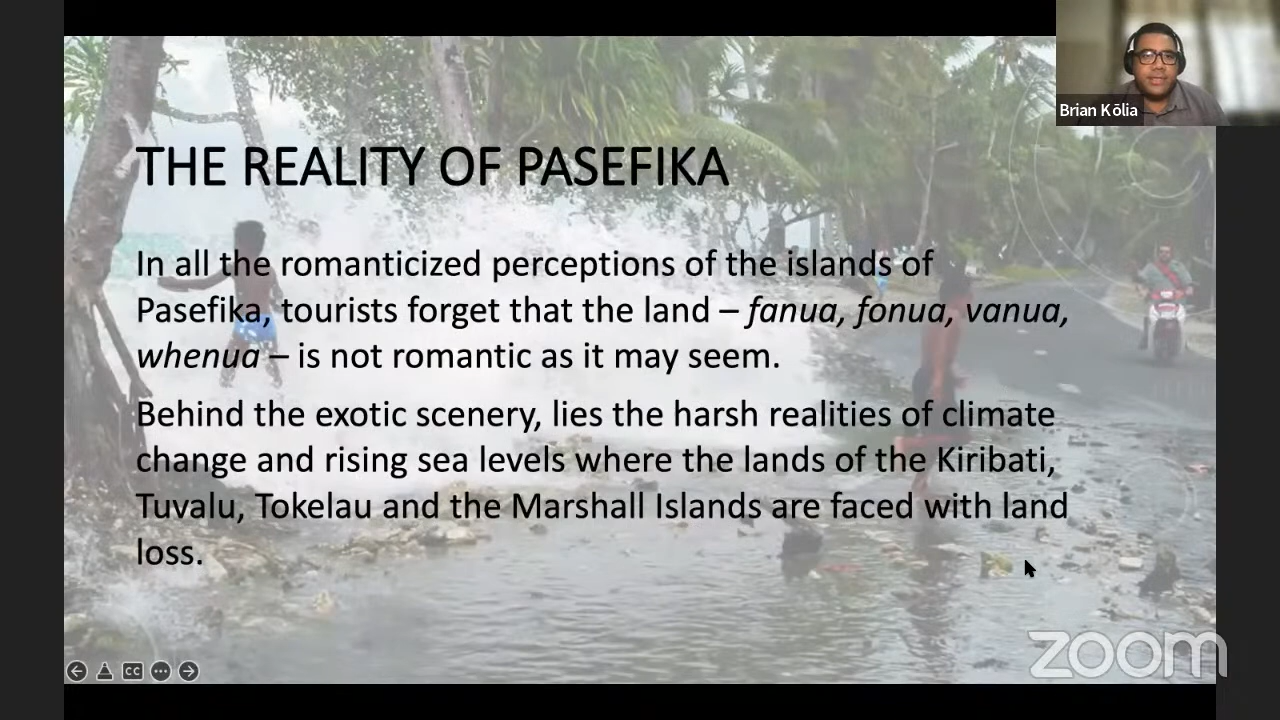 Brian Kōlia
THE REALITY OF PASEFIKA
In all the romanticized perceptions of the islands of
Pasefika, tourists forget that the land – fanua, fonua, vanua,
whenua – is not romantic as it may seem.
Behind the exotic scenery, lies the harsh realities of climate
change and rising sea levels where the lands of the Kiribati,
Tuvalu, Tokelau and the Marshall Islands are faced with land
loss.
CC
zoom